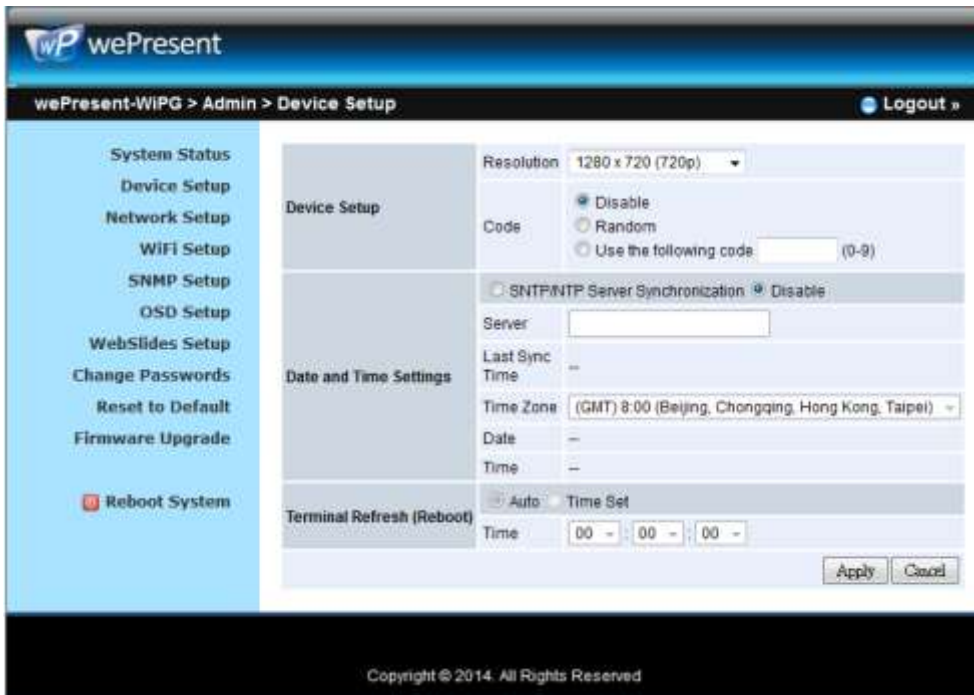 wP wePresent
wePresent-WiPG > Admin > Device Setup
Logout »
System Status
Device Setup
Network Setup
WiFi Setup
SNMP Setup
OSD Setup
WebSlides Setup
Change Passwords
Reset to Default
Firmware Upgrade
Reboot System
Device Setup
Resolution 1280 x 720 (720p)
Code
Disable
Random
Use the following code (0-9)
Date and Time Settings
SNTP/NTP Server Synchronization Disable
Server
Last Sync
Time --
Time Zone (GMT) 8:00 (Beijing, Chongqing, Hong Kong, Taipei)
Date --
Time --
Terminal Refresh (Reboot)
Auto Time Set
Time 00 : 00 : 00
Apply Cancel
Copyright © 2014. All Rights Reserved